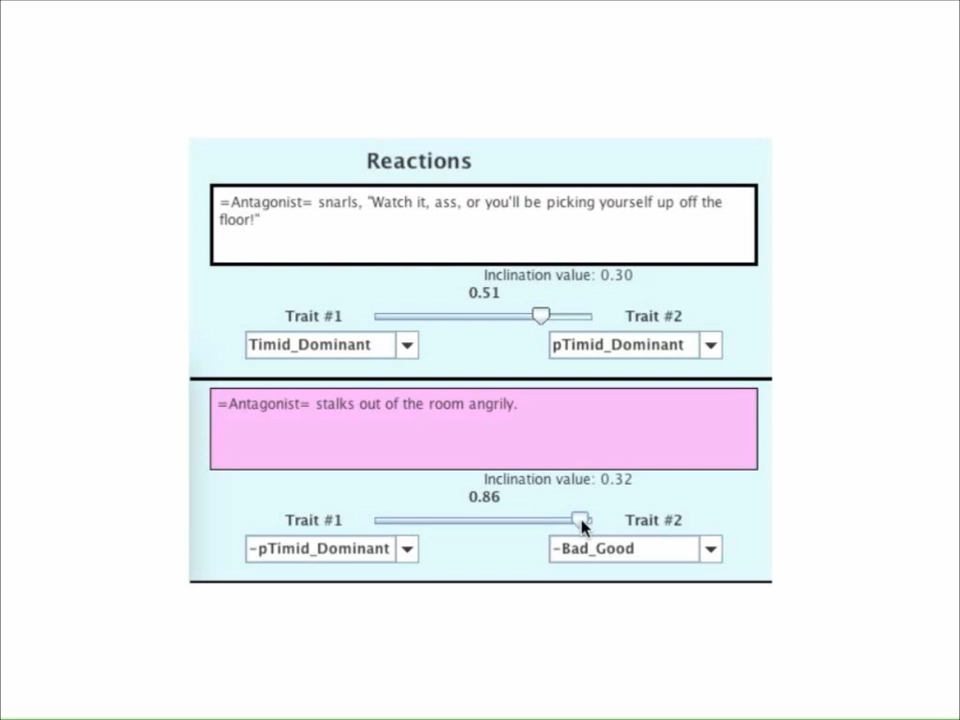 Reactions
=Antagonist= snarls, "Watch it, ass, or you'll be picking yourself up off the
floor!"
Inclination value: 0.30
0.51
Trait #1
Trait #2
Timid_Dominant
pTimid_Dominant
=Antagonist= stalks out of the room angrily.
Inclination value: 0.32
0.86
Trait #1
Trait #2
-pTimid_Dominant
-Bad_Good